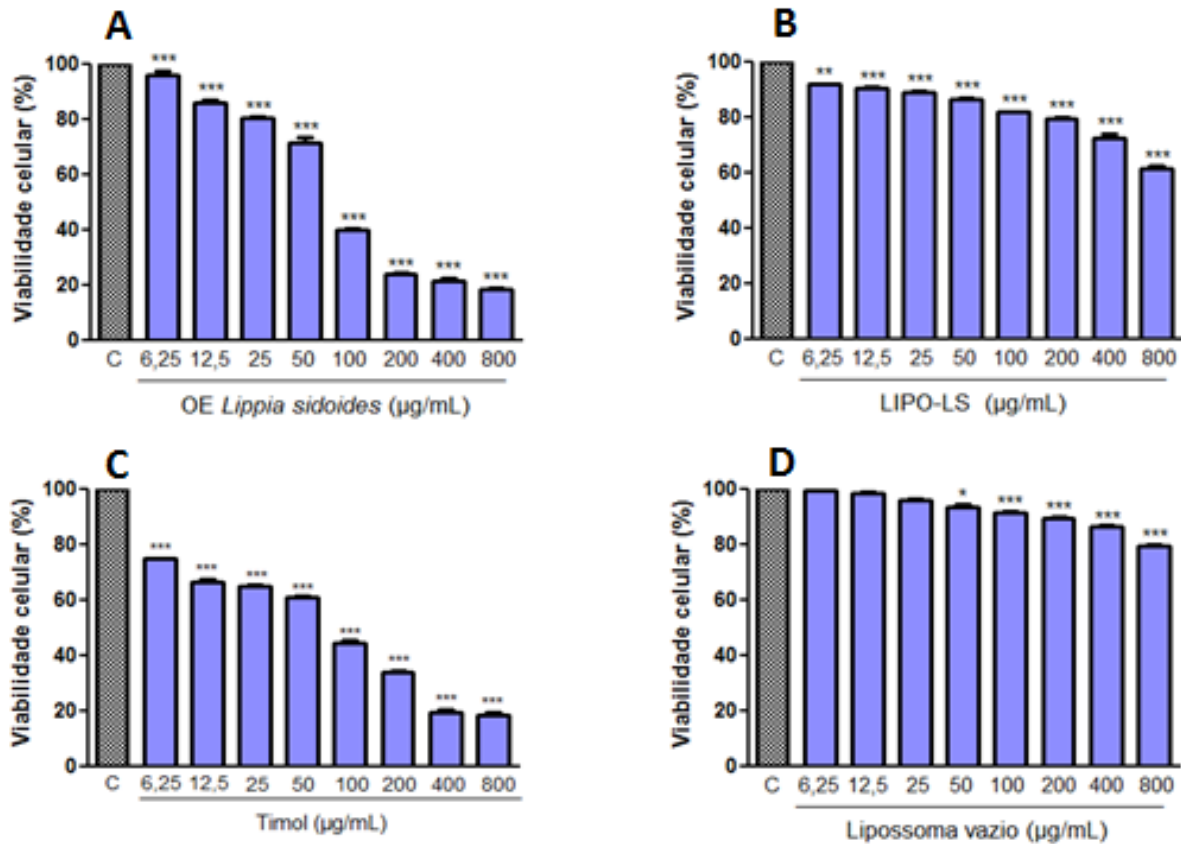 A
Viabilidade celular (%)
100
80
60
40
20
0
*** *** *** *** *** *** *** ***
C 6,25 12,5 25 50 100 200 400 800
OE Lippia sidoides (µg/mL)
B
Viabilidade celular (%)
100
80
60
40
20
0
** *** *** *** *** *** *** ***
C 6,25 12,5 25 50 100 200 400 800
LIPO-LS (µg/mL)
C
Viabilidade celular (%)
100
80
60
40
20
0
*** *** *** *** *** *** *** ***
C 6,25 12,5 25 50 100 200 400 800
Timol (µg/mL)
D
Viabilidade celular (%)
100
80
60
40
20
0
* *** *** *** ***
C 6,25 12,5 25 50 100 200 400 800
Lipossoma vazio (µg/mL)